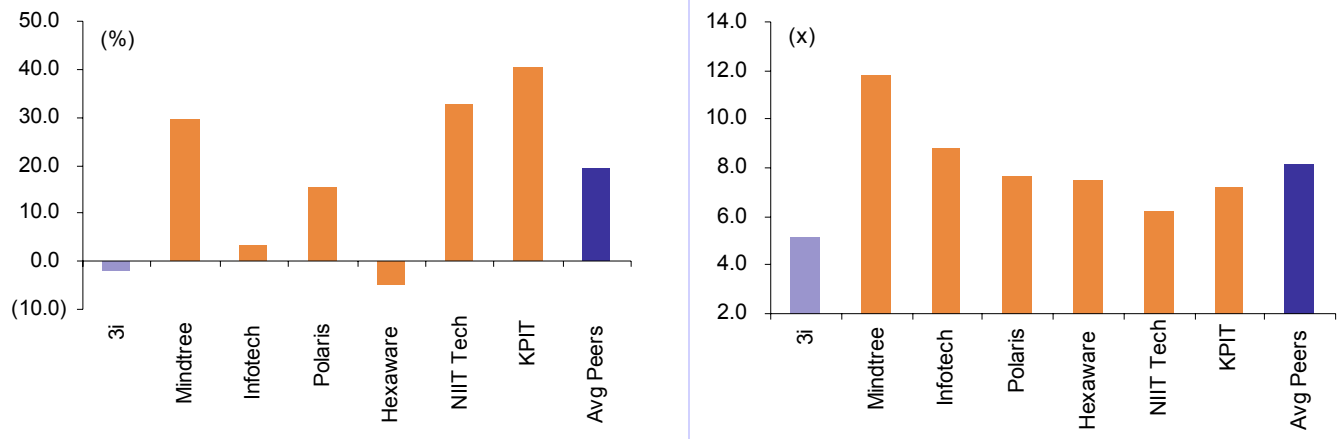 50.0
40.0
30.0
20.0
10.0
0.0
(10.0)
(%)
3i
Mindtree
Infotech
Polaris
Hexaware
NIIT Tech
KPIT
Avg Peers
14.0
12.0
10.0
8.0
6.0
4.0
2.0
(x)
3i
Mindtree
Infotech
Polaris
Hexaware
NIIT Tech
KPIT
Avg Peers